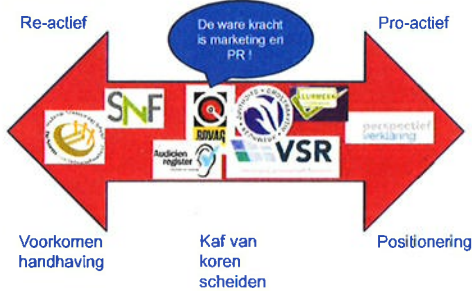 Re-actief
De ware kracht
is marketing en
PR !
Pro-actief
SNF
BOVAG
KEURMERK
Audicien
register
VSR
perspectief
verklaring
Voorkomen
handhaving
Kaf van
koren
scheiden
Positionering